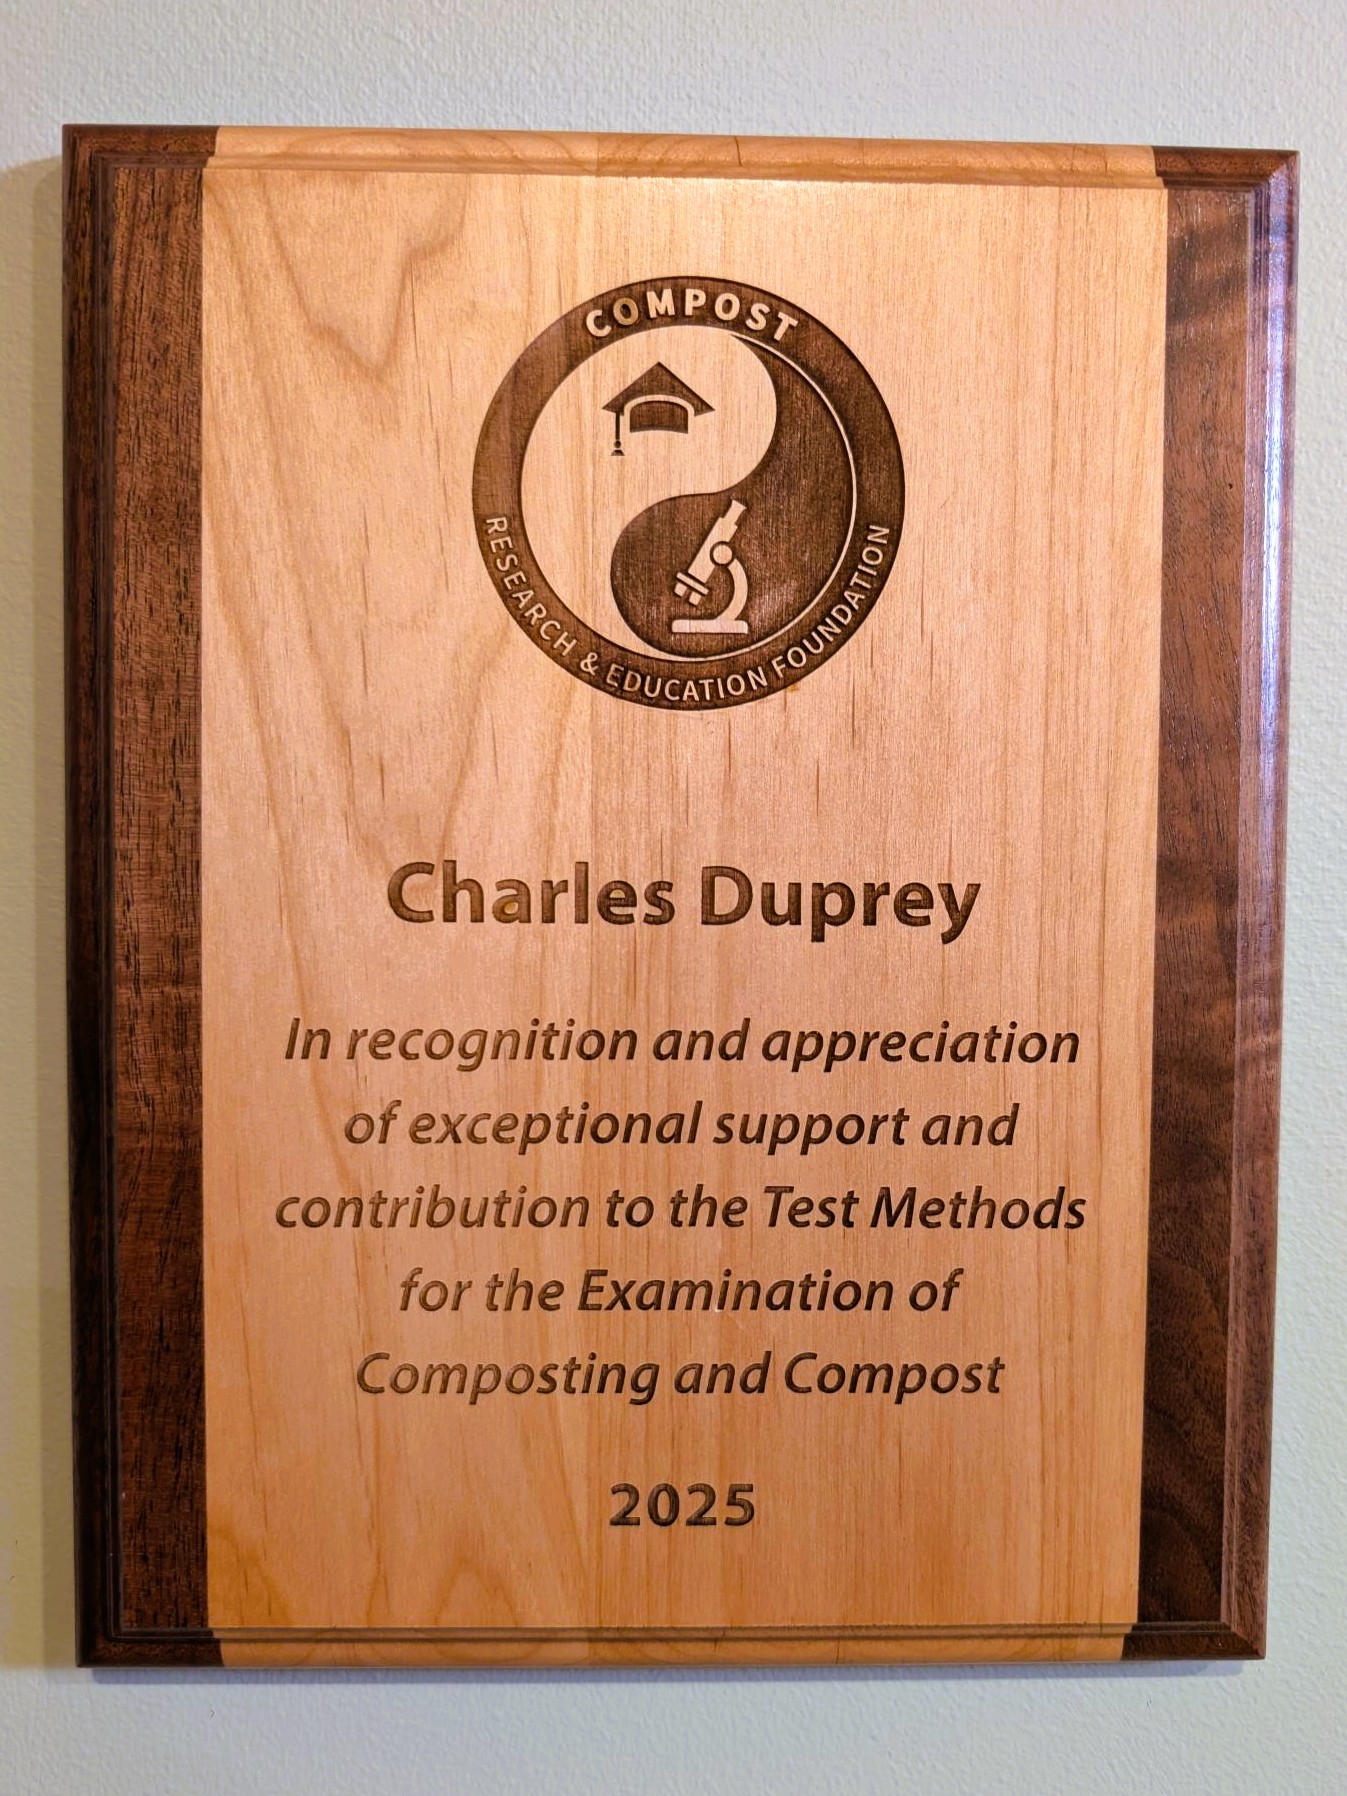 COMPOST
RESEARCH & EDUCATION FOUNDATION
Charles Duprey
In recognition and appreciation
of exceptional support and
contribution to the Test Methods
for the Examination of
Composting and Compost
2025